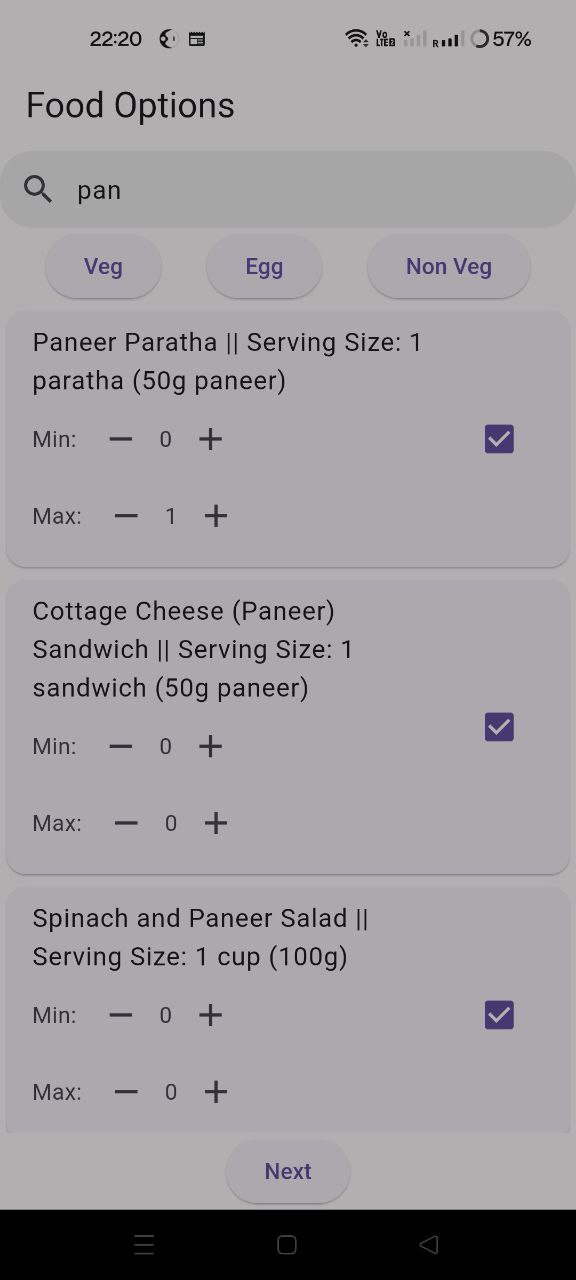 22:20 Vo LTE2 R 57%
Food Options
pan
Veg Egg Non Veg
Paneer Paratha || Serving Size: 1
paratha (50g paneer)
Min: — 0 +
Max: — 1 +
Cottage Cheese (Paneer)
Sandwich || Serving Size: 1
sandwich (50g paneer)
Min: — 0 +
Max: — 0 +
Spinach and Paneer Salad ||
Serving Size: 1 cup (100g)
Min: — 0 +
Max: — 0 +
Next